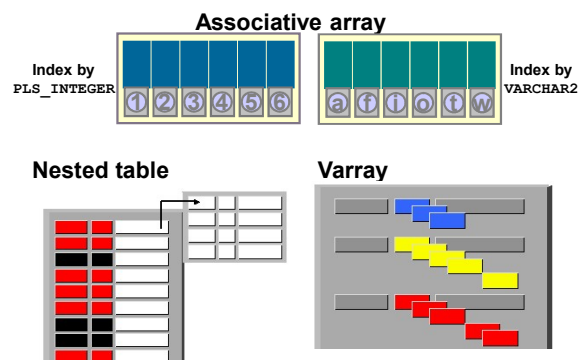 Associative array
Index by
PLS_INTEGER
1 2 3 4 5 6
a f i o t w
Index by
VARCHAR2
Nested table
Varray